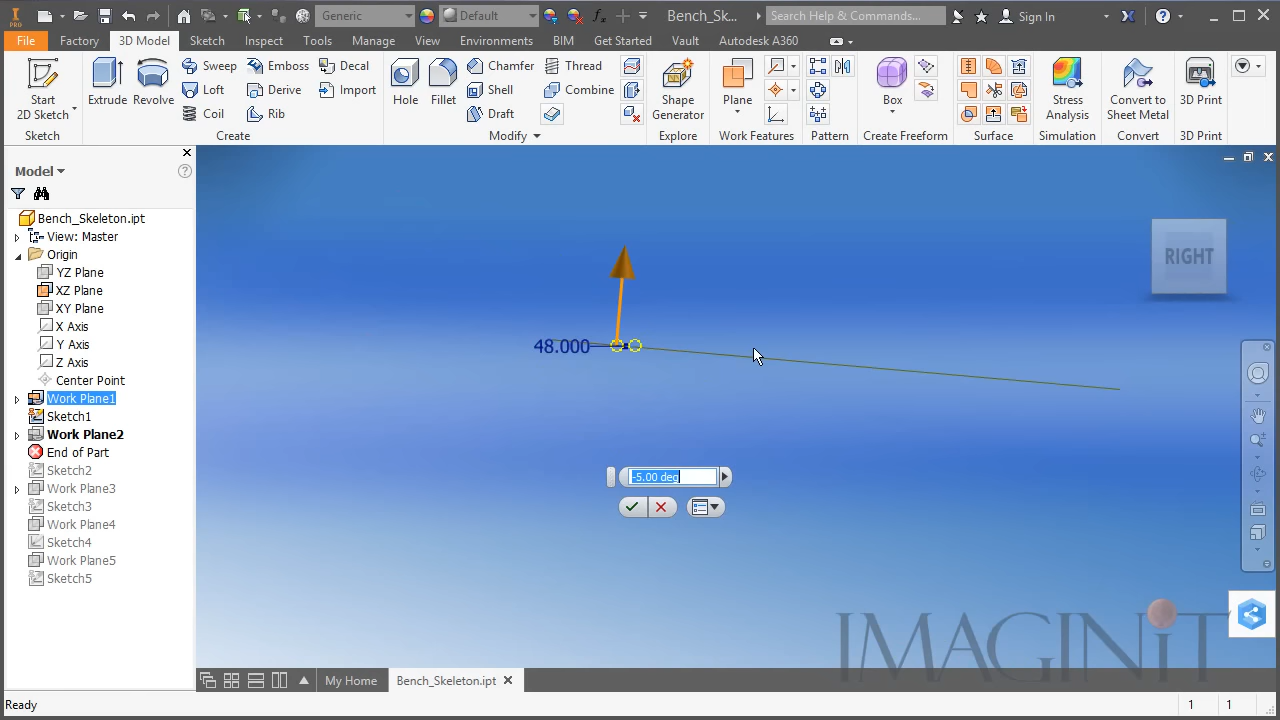 PRO
Generic
Default
Bench_Sk...
Search Help & Commands...
Sign In
File
Factory
3D Model
Sketch
Inspect
Tools
Manage
View
Environments
BIM
Get Started
Vault
Autodesk A360
Start
2D Sketch
Sketch
Extrude
Revolve
Sweep
Loft
Coil
Emboss
Derive
Rib
Decal
Import
Create
Hole
Fillet
Chamfer
Shell
Draft
Thread
Combine
Modify
Shape
Generator
Explore
Plane
Work Features
Pattern
Box
Create Freeform
Surface
Stress
Analysis
Simulation
Convert to
Sheet Metal
Convert
3D Print
3D Print
Model
Bench_Skeleton.ipt
View: Master
Origin
YZ Plane
XZ Plane
XY Plane
X Axis
Y Axis
Z Axis
Center Point
Work Plane1
Sketch1
Work Plane2
End of Part
Sketch2
Work Plane3
Sketch3
Work Plane4
Sketch4
Work Plane5
Sketch5
RIGHT
48.000
-5.00 deg
IMAGINiT
My Home
Bench_Skeleton.ipt
Ready
1
1